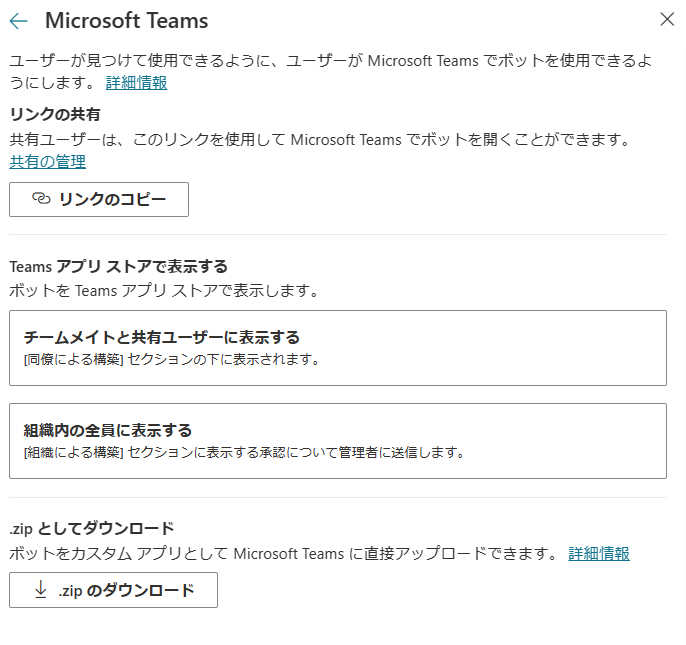 Microsoft Teams
ユーザーが見つけて使用できるように、ユーザーが Microsoft Teams でボットを使用できるよ
うにします。 詳細情報
リンクの共有
共有ユーザーは、このリンクを使用して Microsoft Teams でボットを開くことができます。
共有の管理
リンクのコピー
Teams アプリ ストアで表示する
ボットを Teams アプリ ストアで表示します。
チームメイトと共有ユーザーに表示する
[同僚による構築] セクションの下に表示されます。
組織内の全員に表示する
[組織による構築] セクションに表示する承認について管理者に送信します。
.zip としてダウンロード
ボットをカスタム アプリとして Microsoft Teams に直接アップロードできます。 詳細情報
.zip のダウンロード